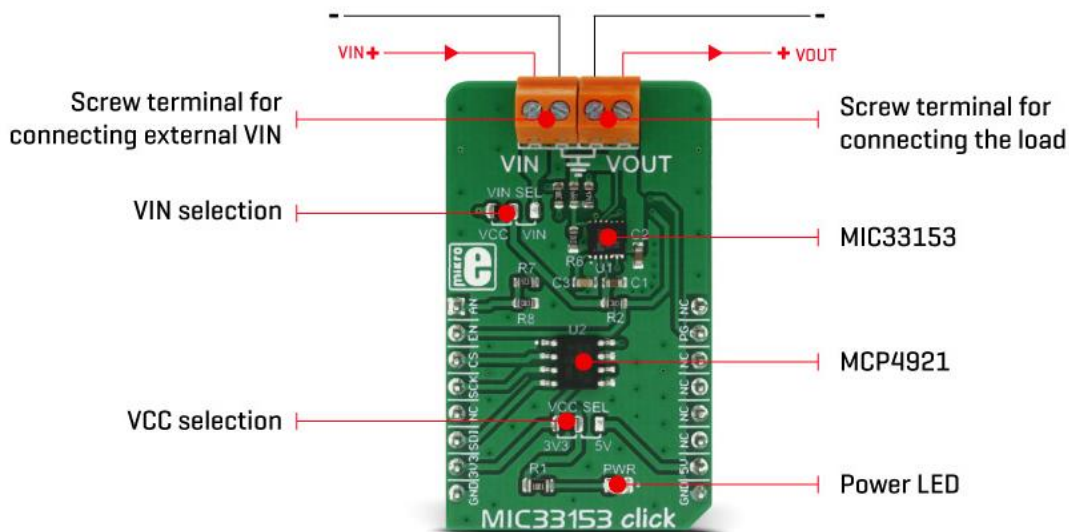 -
-
VIN+
+ VOUT
Screw terminal for
connecting external VIN
Screw terminal for
connecting the load
VIN
VOUT
VIN SEL
VIN selection
VCC
VIN
MIC33153
R6
U1
C2
mikro
e
R7
C3
C1
R8
R2
AN
NC
EN
PG
U2
CS
NC
MCP4921
SCK
NC
NC
NC
VCC selection
VCC SEL
SDI
NC
3V3
5V
3V3
5V
R1
PWR
Power LED
GND
GND
MIC33153 click